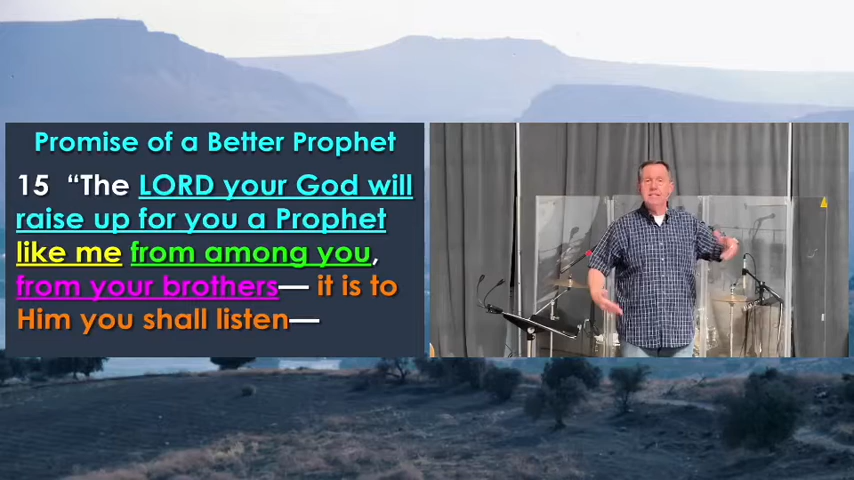 Promise of a Better Prophet
15 “The LORD your God will
raise up for you a Prophet
like me from among you,
from your brothers— it is to
Him you shall listen—